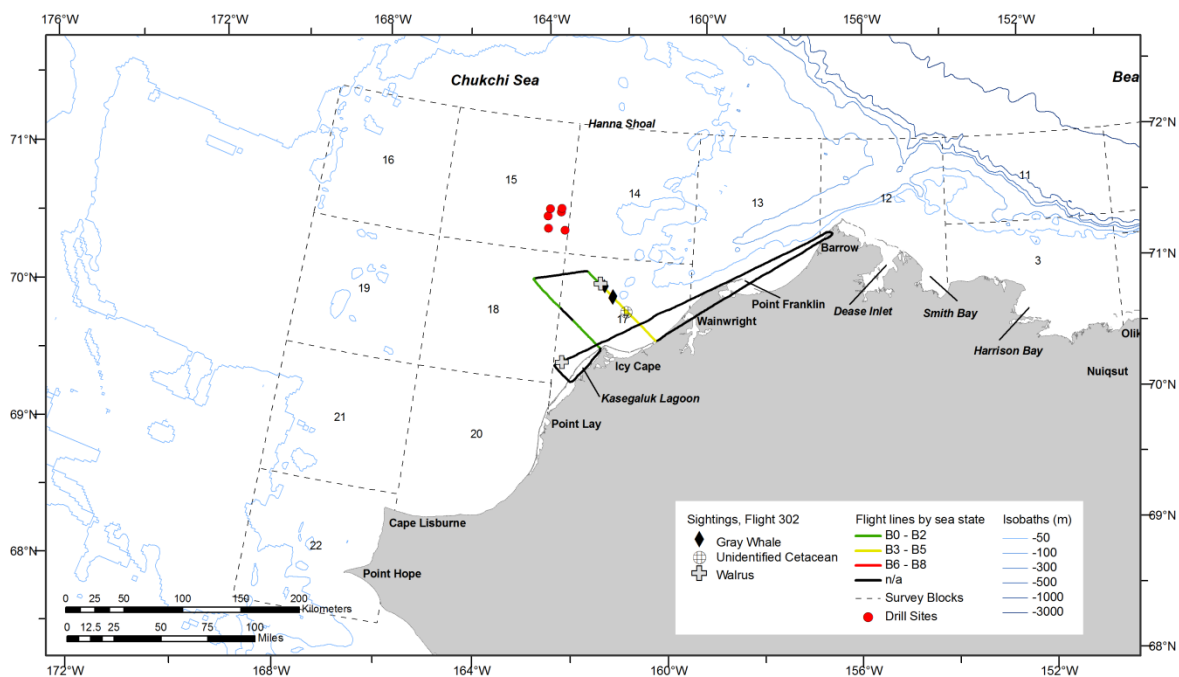 176°W 172°W 168°W 164°W 160°W 156°W 152°W
Chukchi Sea
Bea
71°N
72°N
Hanna Shoal
16
15
14
13
12
11
Barrow
3
71°N
70°N
19
18
17
Point Franklin
Dease Inlet
Smith Bay
Wainwright
Harrison Bay
Olik
Icy Cape
Nuiqsut
Kasegaluk Lagoon
70°N
69°N
21
20
Point Lay
Cape Lisburne
69°N
68°N
22
Point Hope
0 25 50 100 150 200
Kilometers
0 12.5 25 50 75 100
Miles
Sightings, Flight 302
Gray Whale
Unidentified Cetacean
Walrus
Flight lines by sea state
B0 - B2
B3 - B5
B6 - B8
n/a
Survey Blocks
Drill Sites
Isobaths (m)
-50
-100
-300
-500
-1000
-3000
68°N
172°W 168°W 164°W 160°W 156°W 152°W